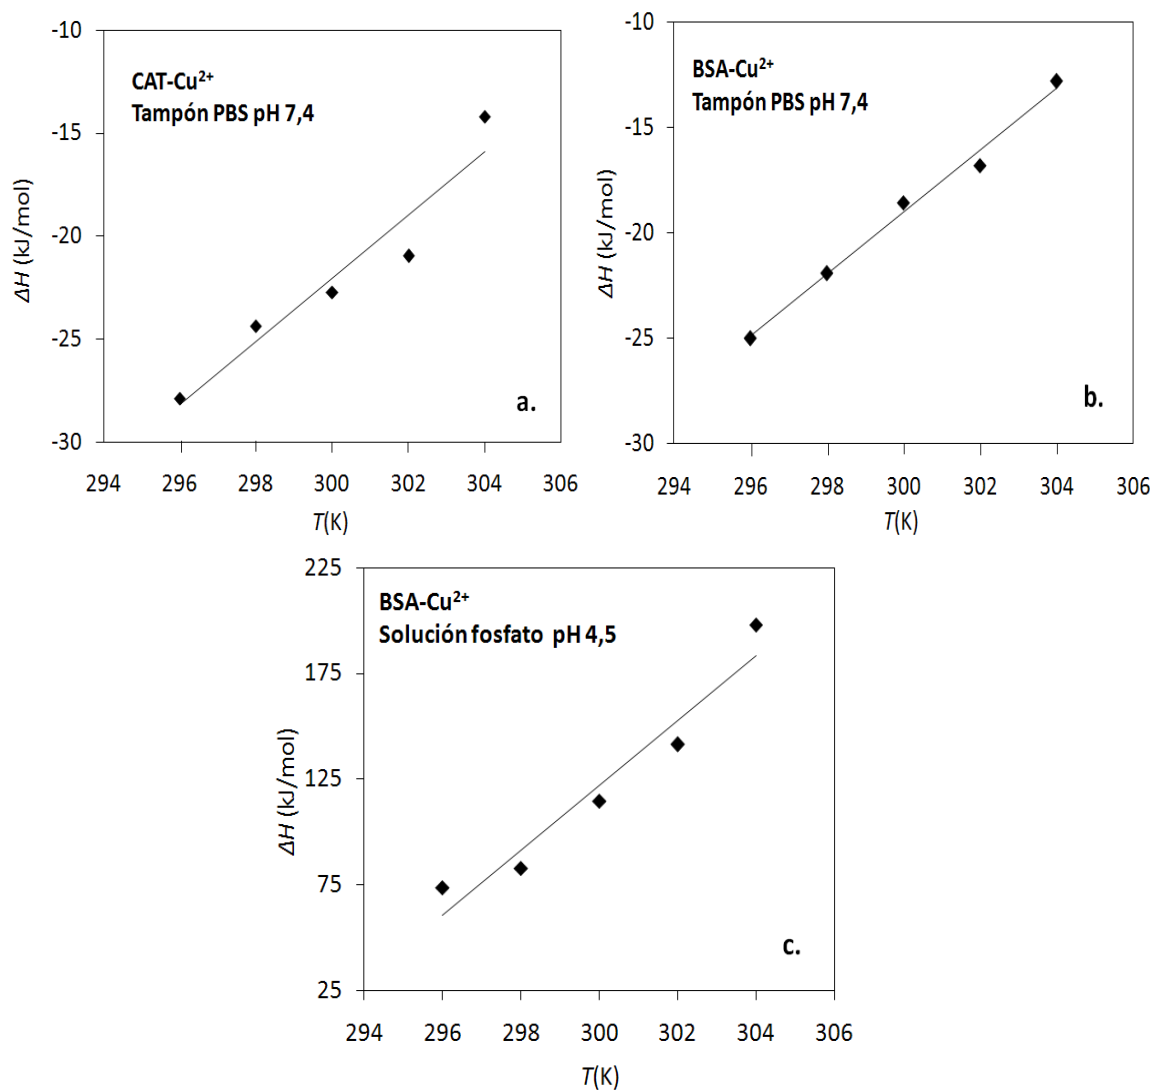 -10
CAT-Cu²⁺
Tampón PBS pH 7,4
-15
-20
-25
-30
ΔH (kJ/mol)
a.
294 296 298 300 302 304 306
T(K)
-10
BSA-Cu²⁺
Tampón PBS pH 7,4
-15
-20
-25
-30
ΔH (kJ/mol)
b.
294 296 298 300 302 304 306
T(K)
225
BSA-Cu²⁺
Solución fosfato pH 4,5
175
125
75
25
ΔH (kJ/mol)
c.
294 296 298 300 302 304 306
T(K)